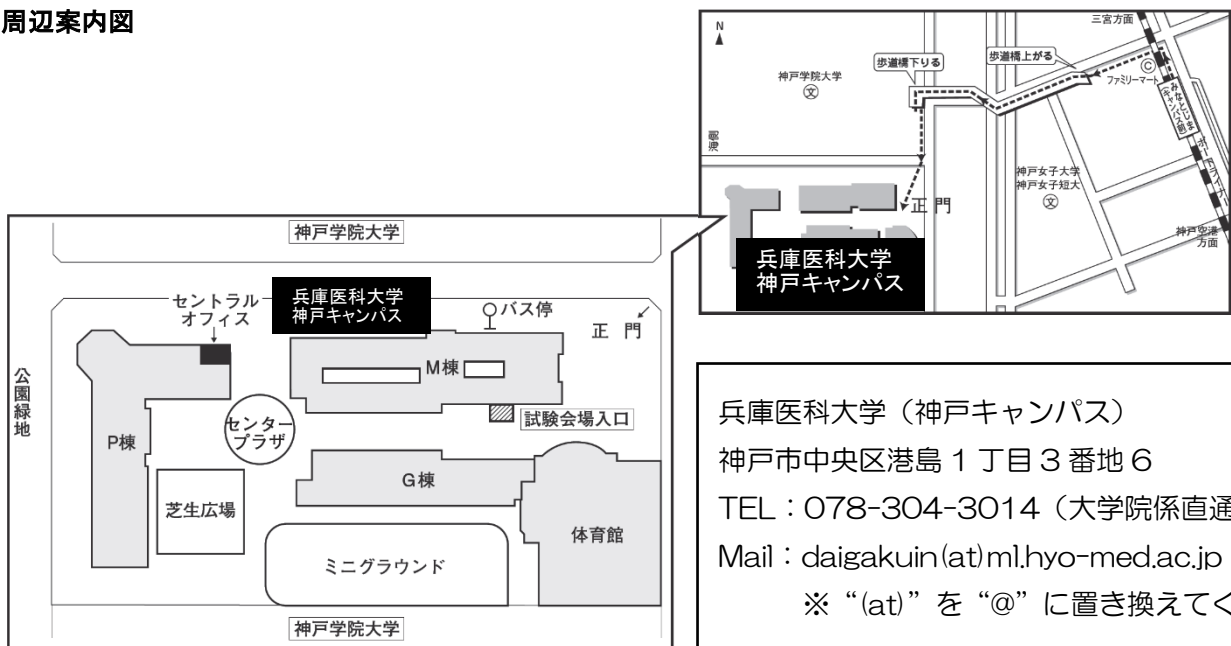 周辺案内図
N
三宮方面
歩道橋下りる
歩道橋上がる
神戸学院大学
文
C
ファミリーマート
みなとじま
(キャンパス前)
ポートライナー
海側
神戸女子大学
神戸女子短大
文
正門
神戸空港
方面
兵庫医科大学
神戸キャンパス
神戸学院大学
セントラル
オフィス
兵庫医科大学
神戸キャンパス
バス停
正 門
公園緑地
M棟
試験会場入口
センター
プラザ
P棟
G棟
芝生広場
体育館
ミニグラウンド
神戸学院大学
兵庫医科大学(神戸キャンパス)
神戸市中央区港島1丁目3番地6
TEL:078-304-3014(大学院係直通
Mail:daigakuin(at)ml.hyo-med.ac.jp
※“(at)”を“@”に置き換えてく